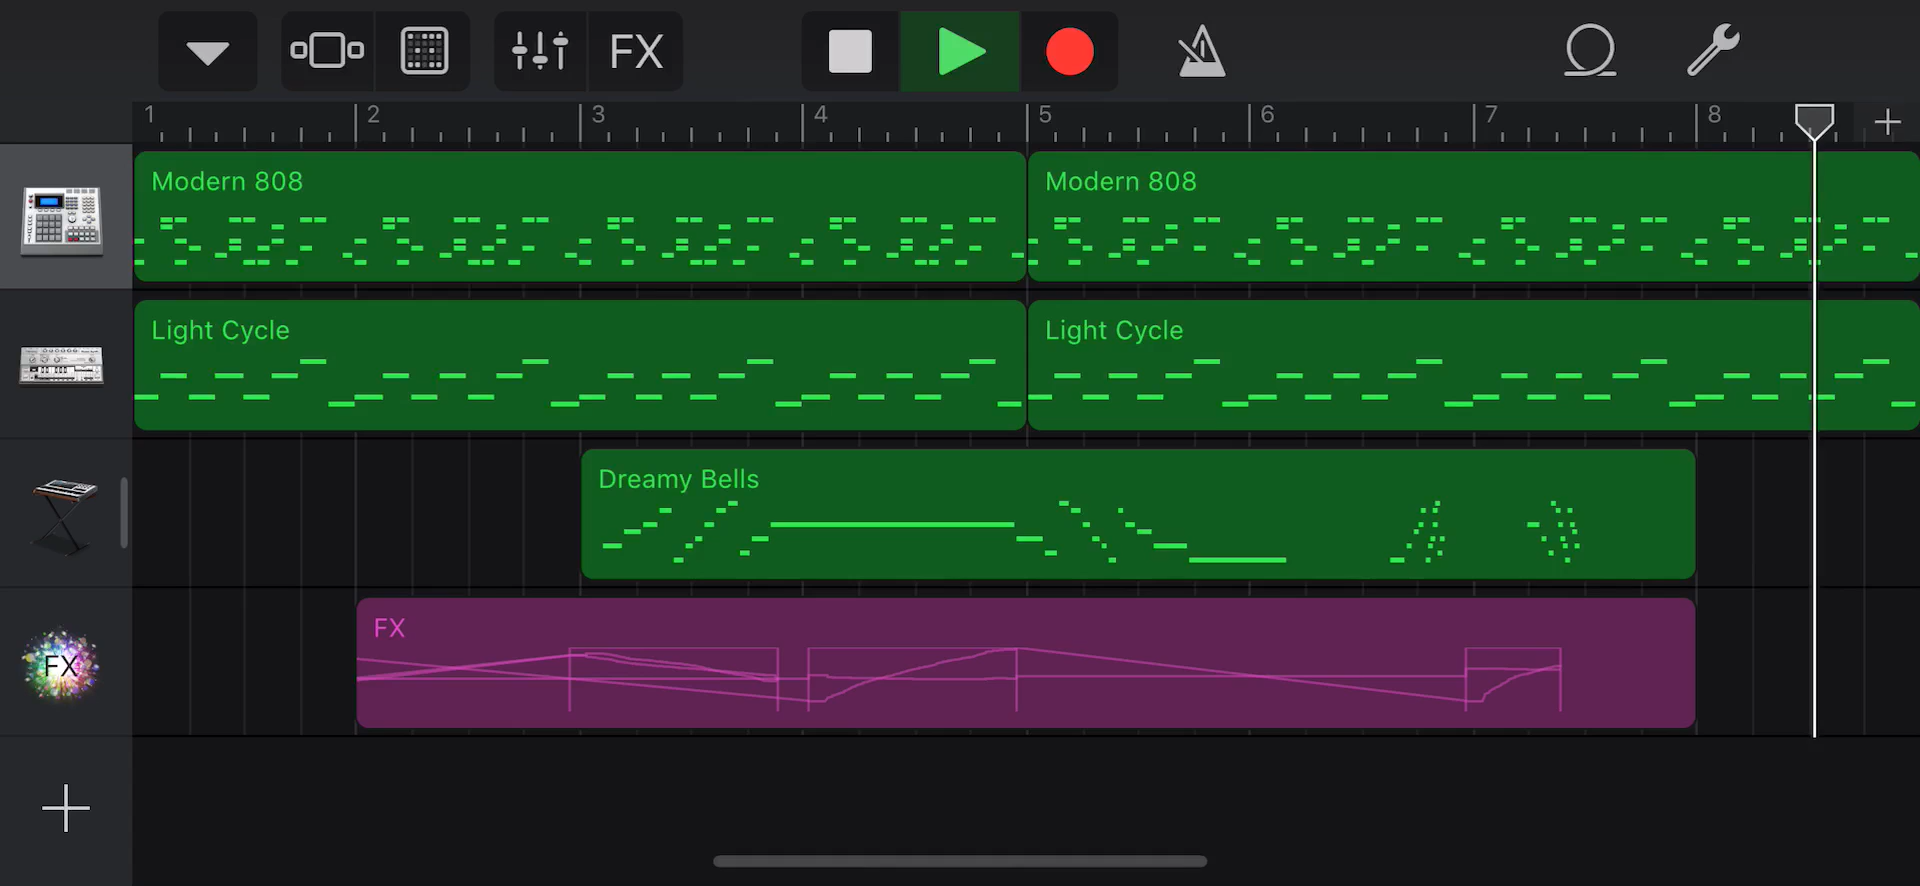 FX
1 2 3 4 5 6 7 8
Modern 808 Modern 808
Light Cycle Light Cycle
Dreamy Bells
FX
FX